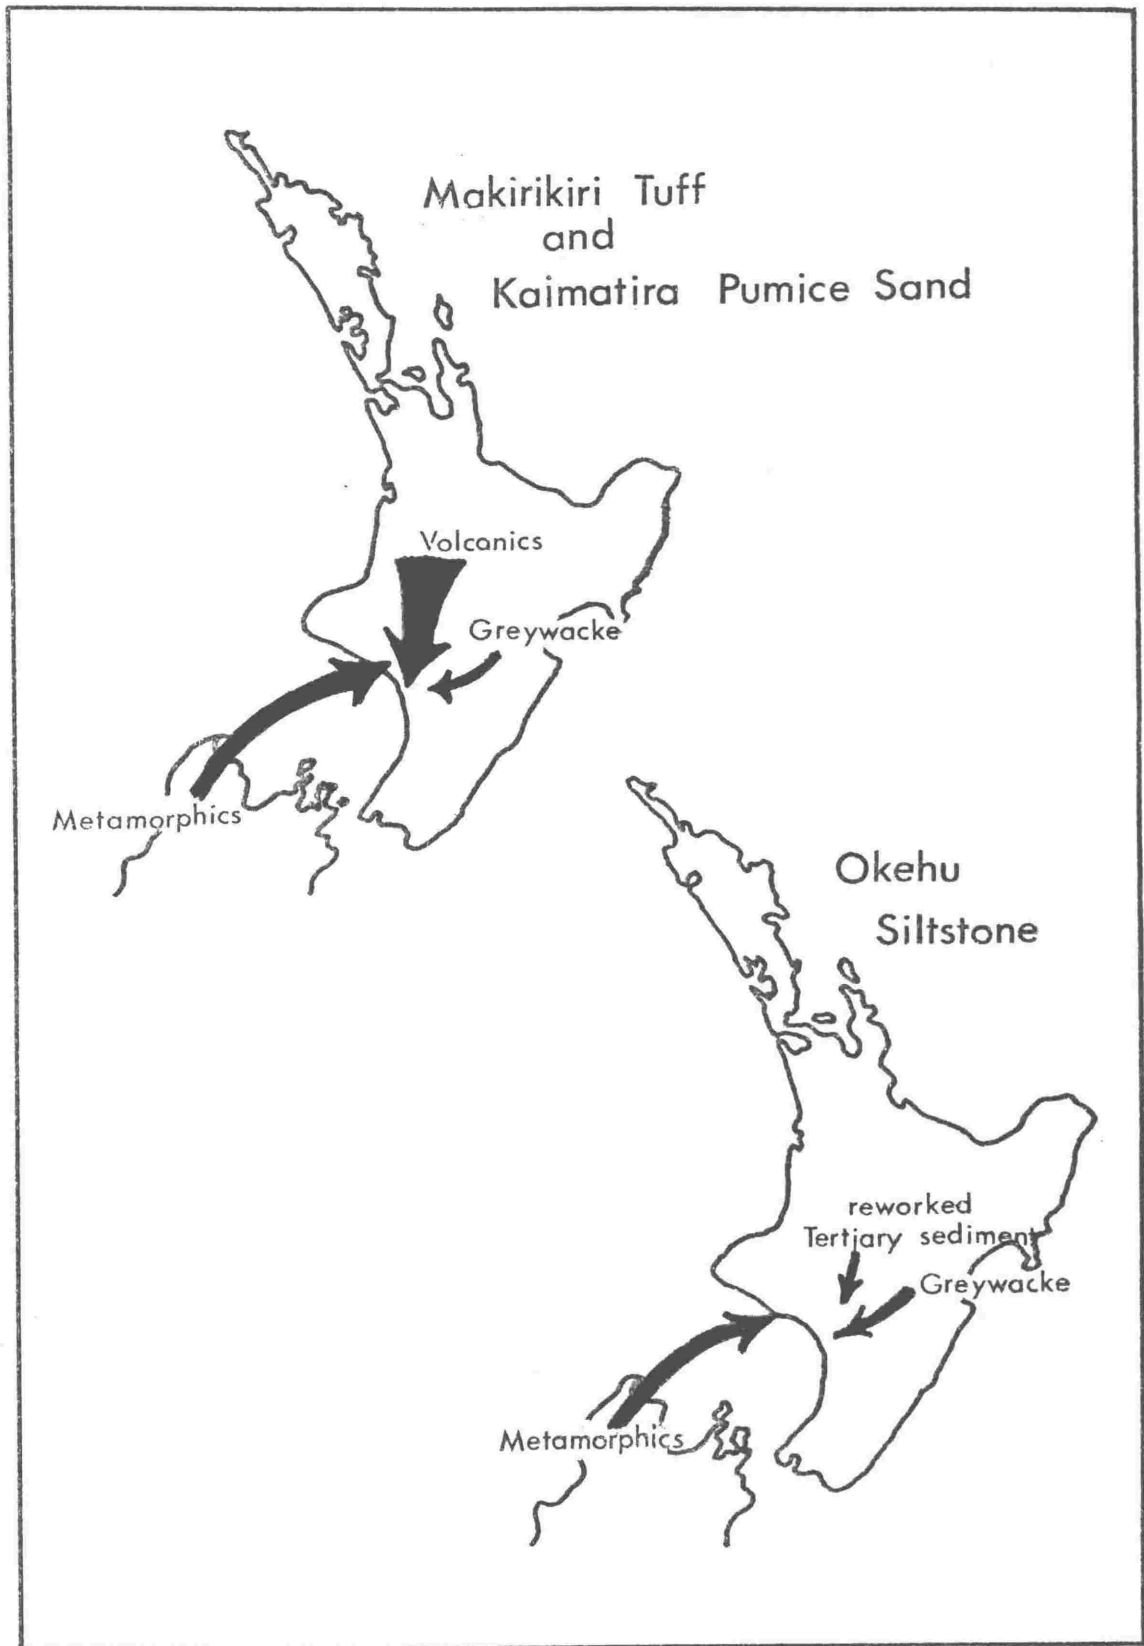 Makirikiri Tuff
and
Kaimatira Pumice Sand
Volcanics
Greywacke
Metamorphics
Okehu
Siltstone
reworked
Tertiary sediment
Greywacke
Metamorphics